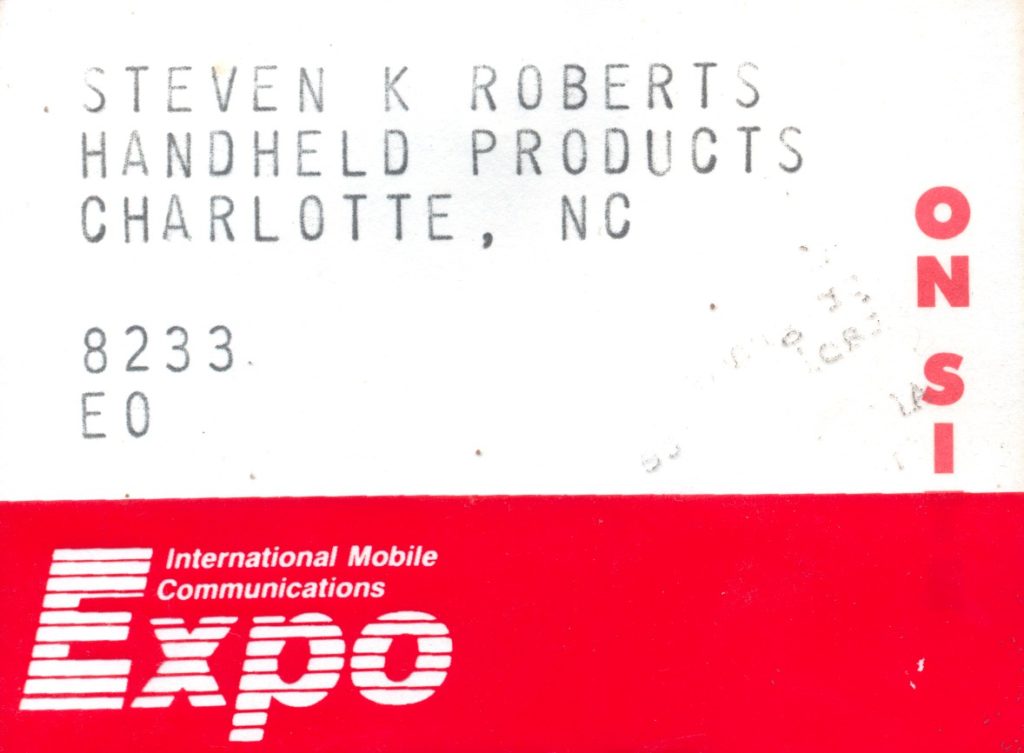 STEVEN K ROBERTS
HANDHELD PRODUCTS
CHARLOTTE, NC
8233
EO
ON SI
International Mobile
Communications
Expo